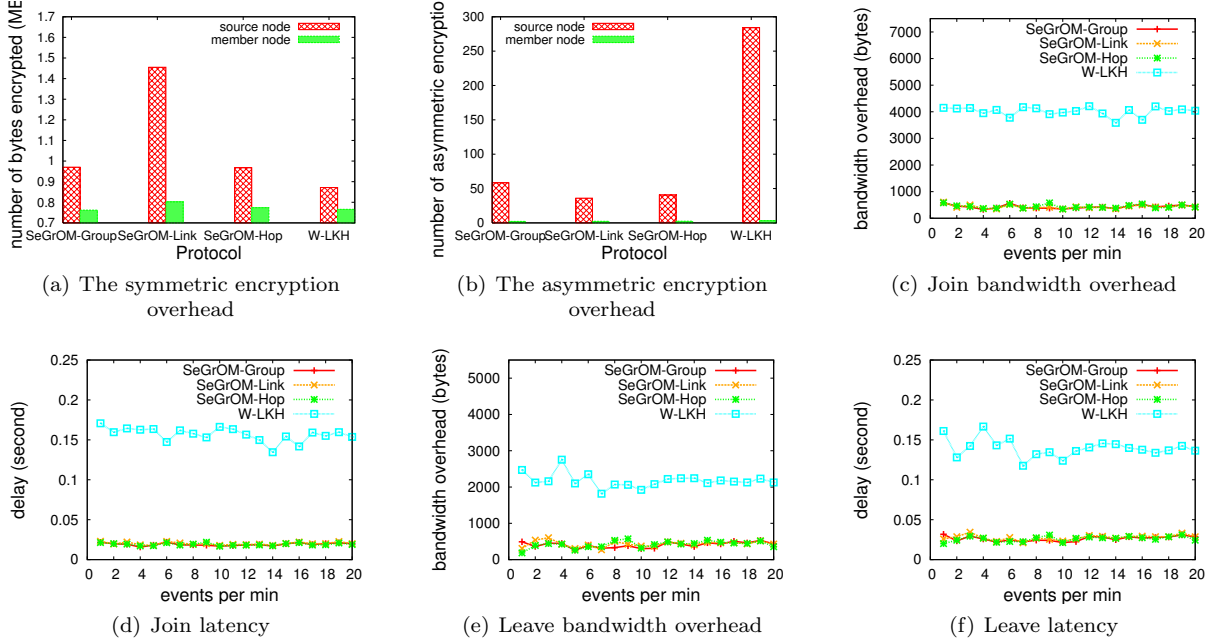 number of bytes encrypted (ME
1.7
1.6
1.5
1.4
1.3
1.2
1.1
1
0.9
0.8
0.7
source node
member node
SeGrOM-Group SeGrOM-Link SeGrOM-Hop W-LKH
Protocol
(a) The symmetric encryption
overhead
number of asymmetric encryptio
300
250
200
150
100
50
0
source node
member node
SeGrOM-Group SeGrOM-Link SeGrOM-Hop W-LKH
Protocol
(b) The asymmetric encryption
overhead
bandwidth overhead (bytes)
7000
6000
5000
4000
3000
2000
1000
0
SeGrOM-Group
SeGrOM-Link
SeGrOM-Hop
W-LKH
0 2 4 6 8 10 12 14 16 18 20
events per min
(c) Join bandwidth overhead
delay (second)
0.25
0.2
0.15
0.1
0.05
0
SeGrOM-Group
SeGrOM-Link
SeGrOM-Hop
W-LKH
0 2 4 6 8 10 12 14 16 18 20
events per min
(d) Join latency
bandwidth overhead (bytes)
5000
4000
3000
2000
1000
0
SeGrOM-Group
SeGrOM-Link
SeGrOM-Hop
W-LKH
0 2 4 6 8 10 12 14 16 18 20
events per min
(e) Leave bandwidth overhead
delay (second)
0.25
0.2
0.15
0.1
0.05
0
SeGrOM-Group
SeGrOM-Link
SeGrOM-Hop
W-LKH
0 2 4 6 8 10 12 14 16 18 20
events per min
(f) Leave latency